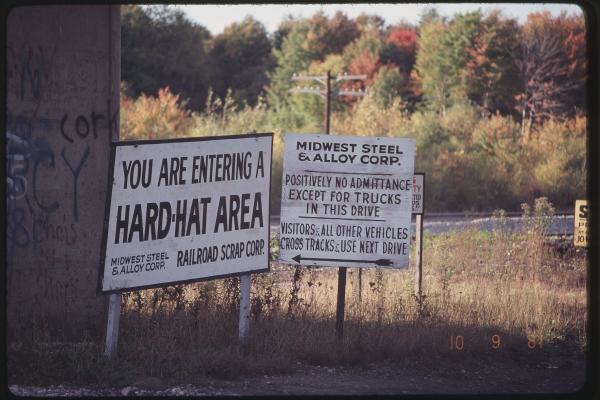 YOU ARE ENTERING A
HARD-HAT AREA
MIDWEST STEEL
& ALLOY CORP.
RAILROAD SCRAP CORP.
MIDWEST STEEL
& ALLOY CORP.
POSITIVELY NO ADMITTANCE
EXCEPT FOR TRUCKS
IN THIS DRIVE
VISITORS & ALL OTHER VEHICLES
CROSS TRACKS & USE NEXT DRIVE
10 9 81